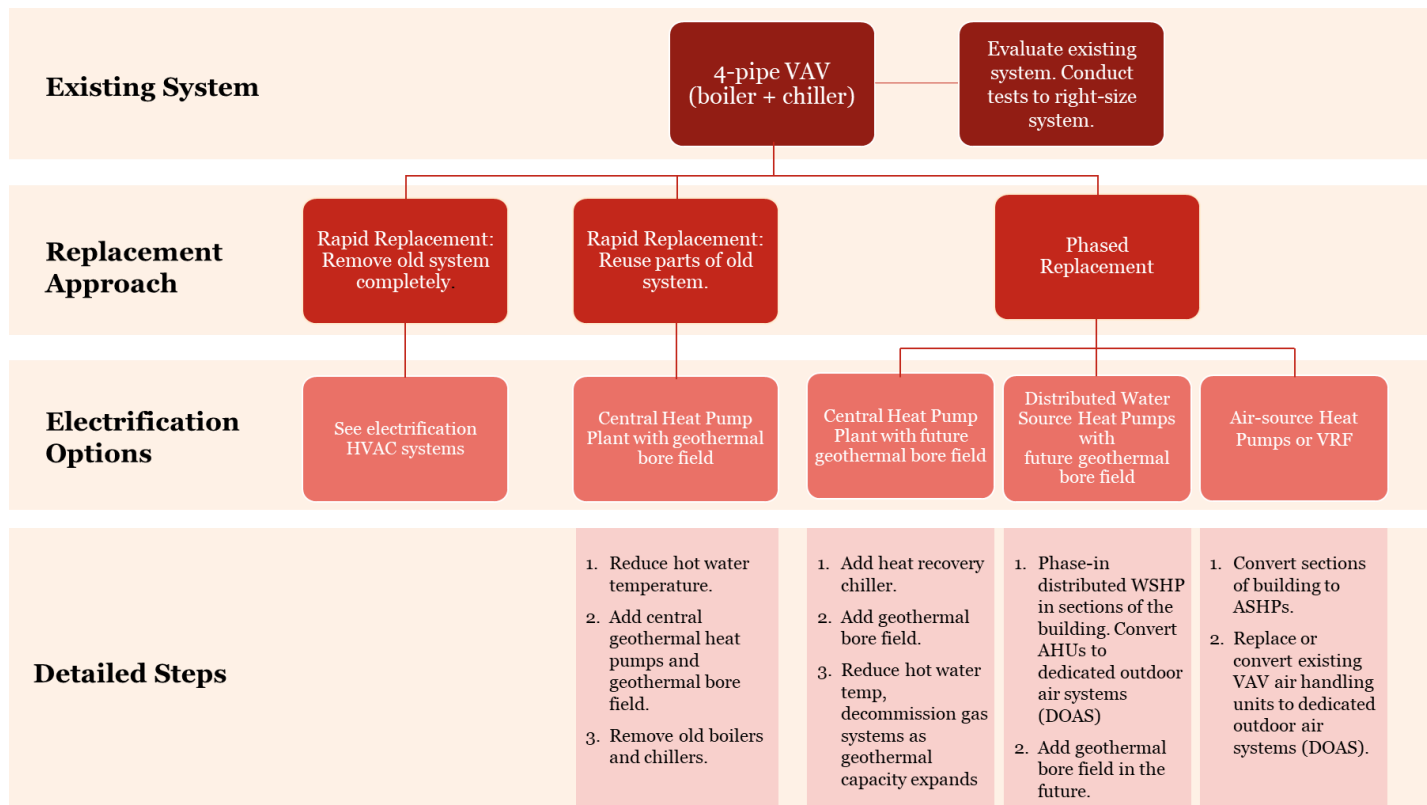 Existing System
4-pipe VAV
(boiler + chiller)
Evaluate existing
system. Conduct
tests to right-size
system.
Replacement
Approach
Rapid Replacement:
Remove old system
completely.
Rapid Replacement:
Reuse parts of old
system.
Phased
Replacement
Electrification
Options
See electrification
HVAC systems
Central Heat Pump
Plant with geothermal
bore field
Central Heat Pump
Plant with future
geothermal bore field
Distributed Water
Source Heat Pumps
with
future geothermal
bore field
Air-source Heat
Pumps or VRF
Detailed Steps
1. Reduce hot water
temperature.
2. Add central
geothermal heat
pumps and
geothermal bore
field.
3. Remove old boilers
and chillers.
1. Add heat recovery
chiller.
2. Add geothermal
bore field.
3. Reduce hot water
temp,
decommission gas
systems as
geothermal
capacity expands
1. Phase-in
distributed WSHP
in sections of the
building. Convert
AHUs to
dedicated outdoor
air systems
(DOAS)
2. Add geothermal
bore field in the
future.
1. Convert sections
of building to
ASHPs.
2. Replace or
convert existing
VAV air handling
units to dedicated
outdoor air
systems (DOAS).